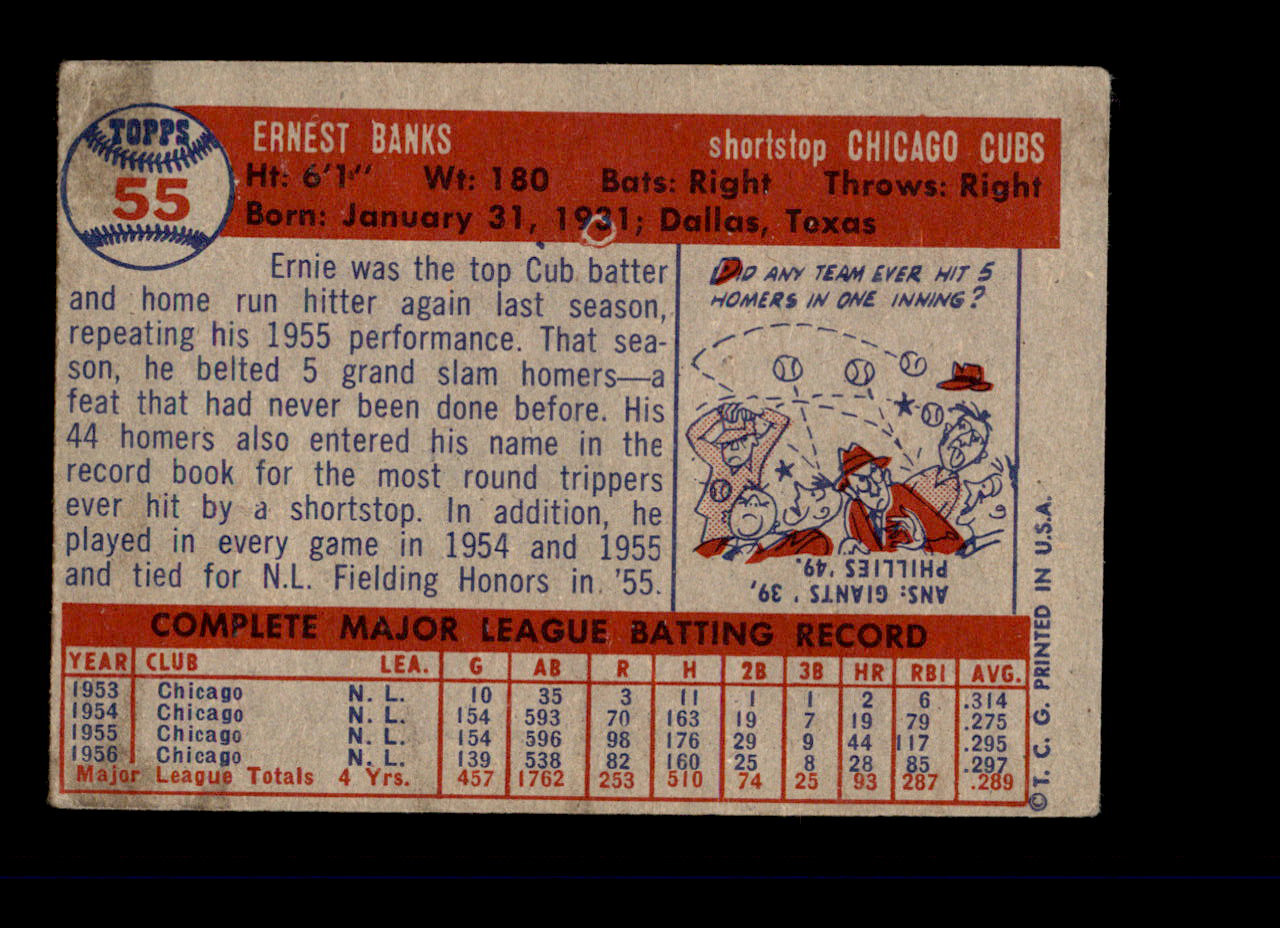 TOPPS
55
ERNEST BANKS shortstop CHICAGO CUBS
Ht: 6'1" Wt: 180 Bats: Right Throws: Right
Born: January 31, 1931; Dallas, Texas
Ernie was the top Cub batter
and home run hitter again last season,
repeating his 1955 performance. That sea-
son, he belted 5 grand slam homers—a
feat that had never been done before. His
44 homers also entered his name in the
record book for the most round trippers
ever hit by a shortstop. In addition, he
played in every game in 1954 and 1955
and tied for N.L. Fielding Honors in '55.
DID ANY TEAM EVER HIT 5
HOMERS IN ONE INNING?
ANS: GIANTS '39,
PHILLIES '49.
COMPLETE MAJOR LEAGUE BATTING RECORD
YEAR CLUB LEA. G AB R H 2B 3B HR RBI AVG.
1953 Chicago N. L. 10 35 3 11 1 1 2 6 .314
1954 Chicago N. L. 154 593 70 163 19 7 19 79 .275
1955 Chicago N. L. 154 596 98 176 29 9 44 117 .295
1956 Chicago N. L. 139 538 82 160 25 8 28 85 .297
Major League Totals 4 Yrs. 457 1762 253 510 74 25 93 287 .289
© T. C. G. PRINTED IN U.S.A.